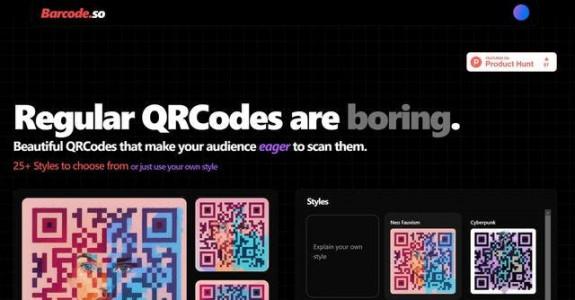 Barcode.so
FEATURED ON
Product Hunt
Regular QRCodes are boring.
Beautiful QRCodes that make your audience eager to scan them.
25+ Styles to choose from or just use your own style
Styles
Explain your own
style
Neo Fauvism
Cyberpunk